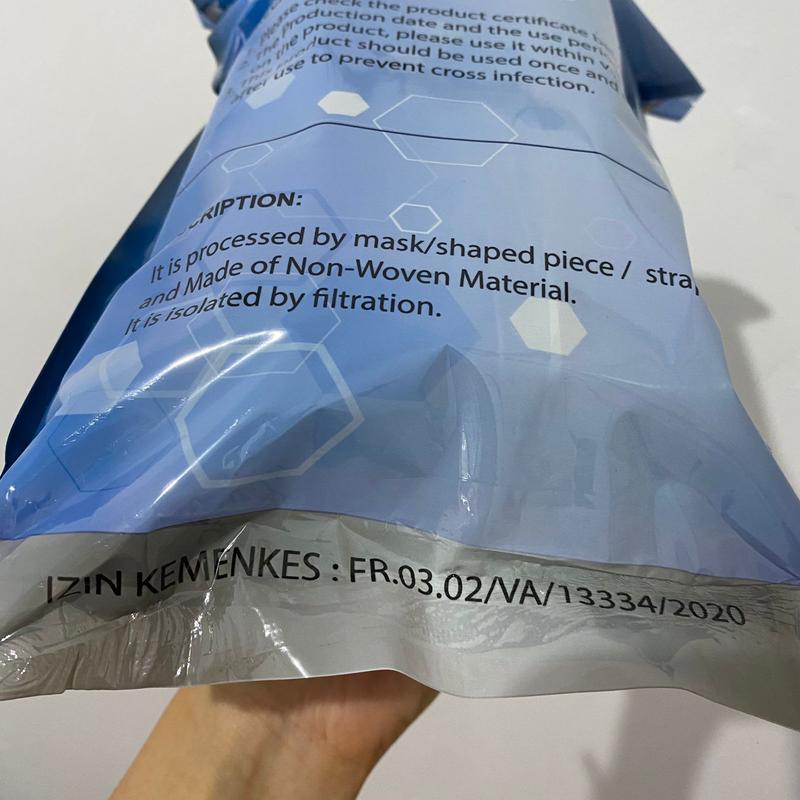 Please check the product certificate
the production date and the use
the product, please use it within
product should be used once and
after use to prevent cross infection.
CRIPTION:
It is processed by mask/shaped piece / stra
and Made of Non-Woven Material.
It is isolated by filtration.
IZIN KEMENKES : FR.03.02/VA/13334/2020